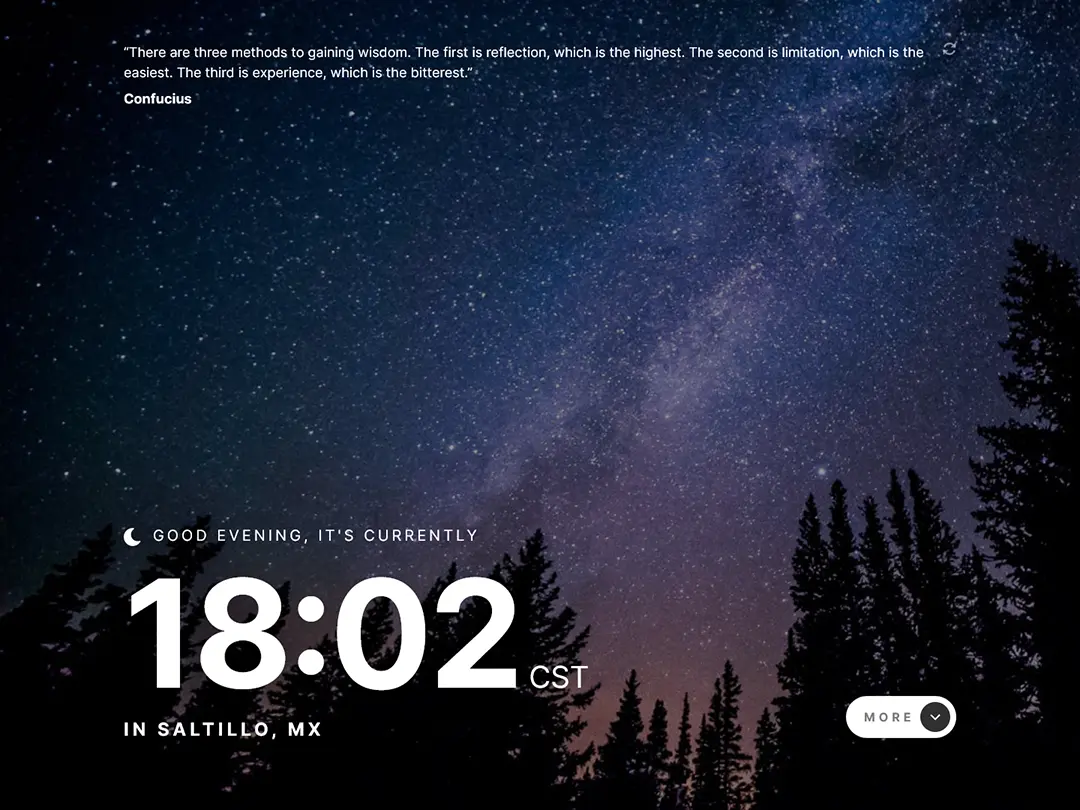 “There are three methods to gaining wisdom. The first is reflection, which is the highest. The second is limitation, which is the
easiest. The third is experience, which is the bitterest.”
Confucius
GOOD EVENING, IT'S CURRENTLY
18:02 CST
IN SALTILLO, MX
MORE